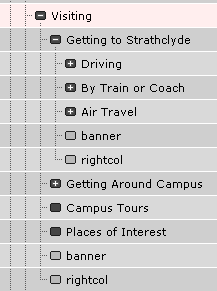 Visiting
Getting to Strathclyde
Driving
By Train or Coach
Air Travel
banner
rightcol
Getting Around Campus
Campus Tours
Places of Interest
banner
rightcol